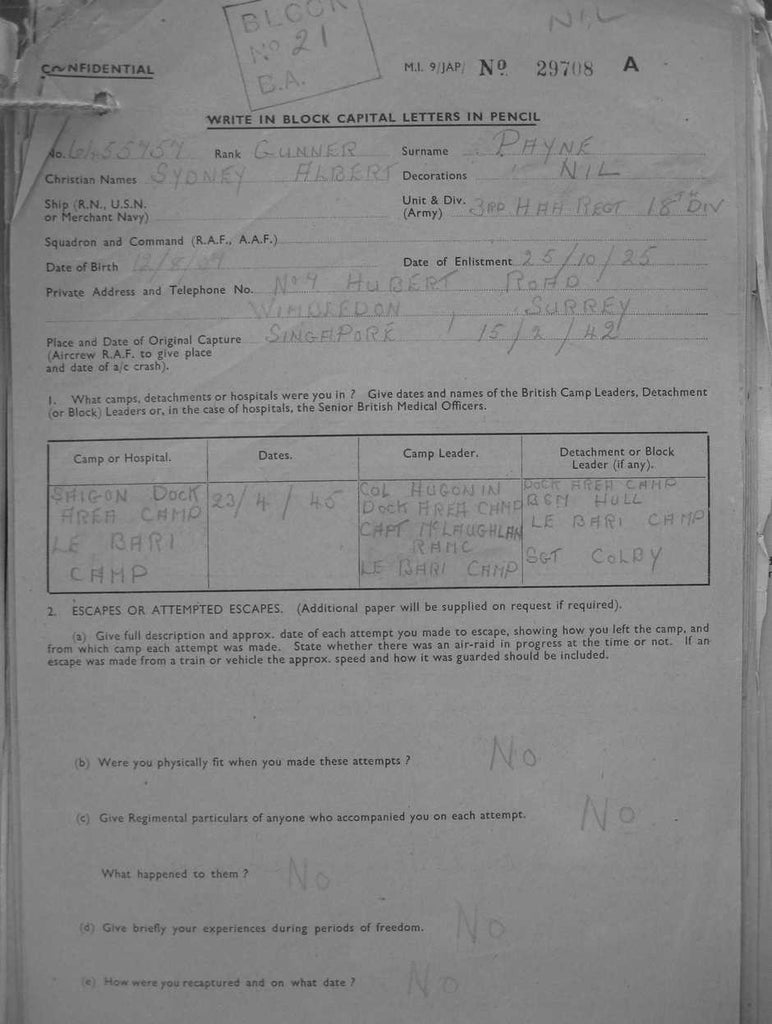 BLOCK
NO 21
B.A.
NIL
CONFIDENTIAL
M.I. 9/JAP/ No 29708 A
WRITE IN BLOCK CAPITAL LETTERS IN PENCIL
No. Rank GUNNER Surname PAYNE
Christian Names SYDNEY ALBERT Decorations NIL
Ship (R.N., U.S.N. or Merchant Navy)
Unit & Div. (Army) 3RD HAA REGT 18TH DIV
Squadron and Command (R.A.F., A.A.F.)
Date of Birth 12/8/09 Date of Enlistment 25/10/25
Private Address and Telephone No. No 4 HUBERT ROAD
WIMBLEDON SURREY
Place and Date of Original Capture SINGAPORE 15/2/42
(Aircrew R.A.F. to give place
and date of a/c crash).
1. What camps, detachments or hospitals were you in ? Give dates and names of the British Camp Leaders, Detachment
(or Block) Leaders or, in the case of hospitals, the Senior British Medical Officers.
Camp or Hospital. Dates. Camp Leader. Detachment or Block Leader (if any).
SAIGON DOCK 23/4/45 COL HUGONIN DOCK AREA CAMP
AREA CAMP DOCK AREA CAMP BSM HULL
LE BARI CAPT McLAUGHLAN LE BARI CAMP
RAMC
CAMP LE BARI CAMP SGT COLBY
2. ESCAPES OR ATTEMPTED ESCAPES. (Additional paper will be supplied on request if required).
(a) Give full description and approx. date of each attempt you made to escape, showing how you left the camp, and
from which camp each attempt was made. State whether there was an air-raid in progress at the time or not. If an
escape was made from a train or vehicle the approx. speed and how it was guarded should be included.
(b) Were you physically fit when you made these attempts ? No
(c) Give Regimental particulars of anyone who accompanied you on each attempt. No
What happened to them ? No
(d) Give briefly your experiences during periods of freedom. No
(e) How were you recaptured and on what date ? No